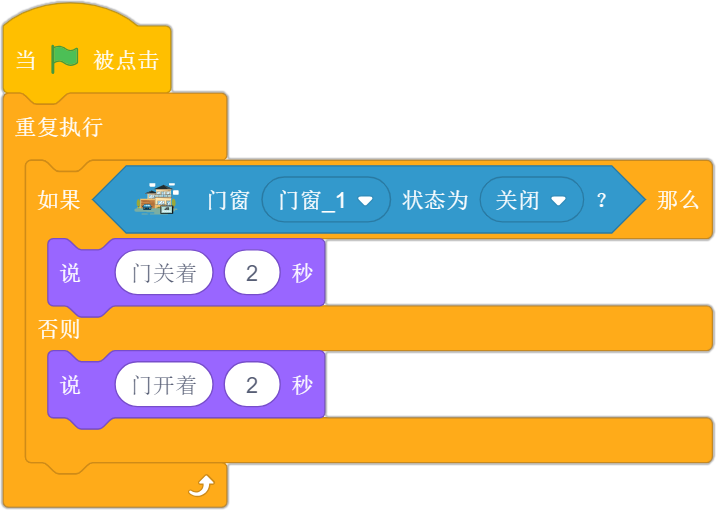 当 被点击
重复执行
如果 门窗 门窗_1 状态为 关闭 ? 那么
说 门关着 2 秒
否则
说 门开着 2 秒